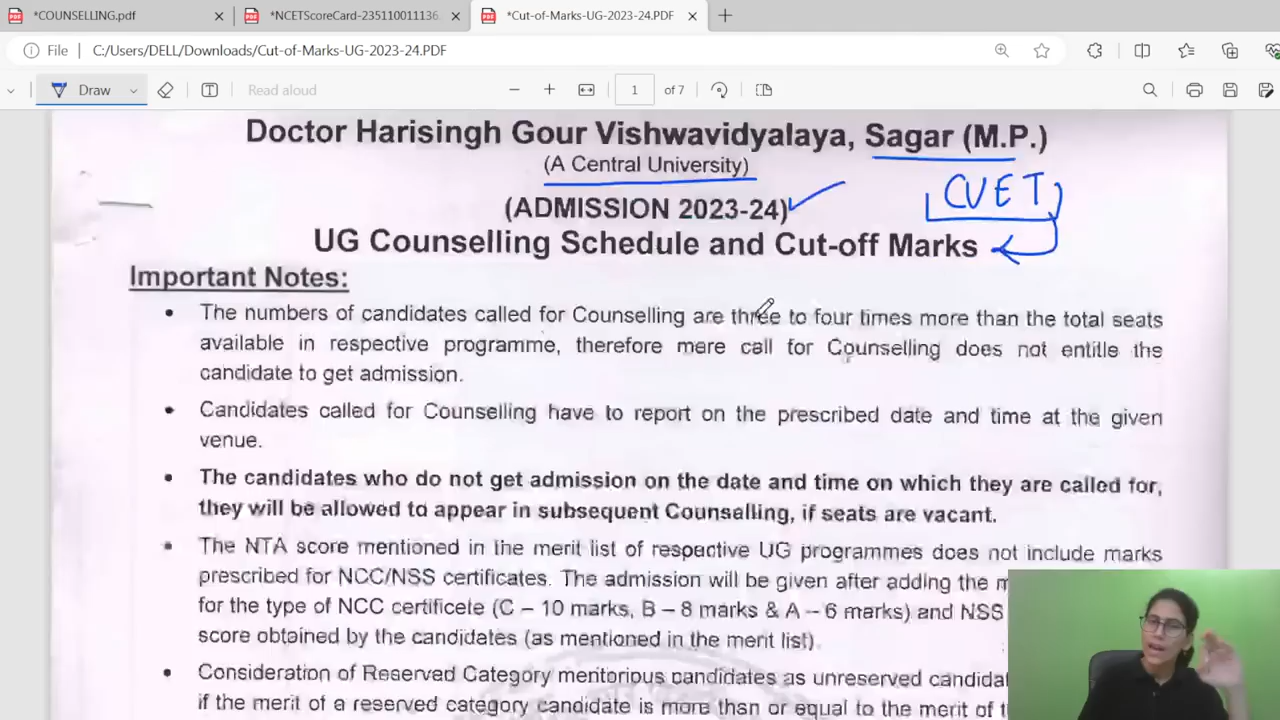 *COUNSELLING.pdf
*NCETScoreCard-235110011136.
*Cut-of-Marks-UG-2023-24.PDF
File C:/Users/DELL/Downloads/Cut-of-Marks-UG-2023-24.PDF
Draw
Read aloud
1 of 7
Doctor Harisingh Gour Vishwavidyalaya, Sagar (M.P.)
(A Central University)
CUET
(ADMISSION 2023-24)
UG Counselling Schedule and Cut-off Marks
Important Notes:
• The numbers of candidates called for Counselling are three to four times more than the total seats
available in respective programme, therefore mere call for Counselling does not entitle the
candidate to get admission.
• Candidates called for Counselling have to report on the prescribed date and time at the given
venue.
• The candidates who do not get admission on the date and time on which they are called for,
they will be allowed to appear in subsequent Counselling, if seats are vacant.
• The NTA score mentioned in the merit list of respective UG programmes does not include marks
prescribed for NCC/NSS certificates. The admission will be given after adding the
for the type of NCC certificete (C – 10 marks, B – 8 marks & A – 6 marks) and NSS
score obtained by the candidates (as mentioned in the merit list).
• Consideration of Reserved Category meritorious candidates as unreserved
if the merit of a reserved category candidate is more than or equal to the merit of